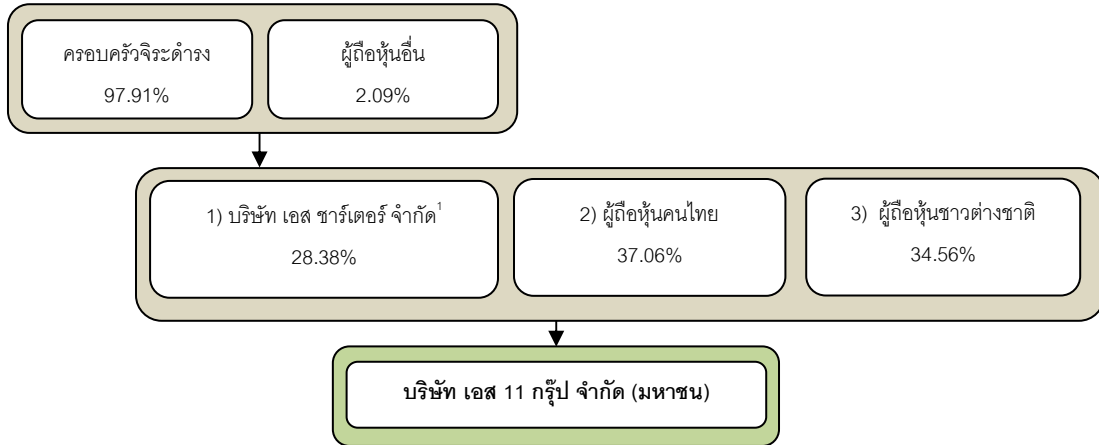 ครอบครัวจิระดำรง
97.91%
ผู้ถือหุ้นอื่น
2.09%
1) บริษัท เอส ชาร์เตอร์ จำกัด¹
28.38%
2) ผู้ถือหุ้นคนไทย
37.06%
3) ผู้ถือหุ้นชาวต่างชาติ
34.56%
บริษัท เอส 11 กรุ๊ป จำกัด (มหาชน)